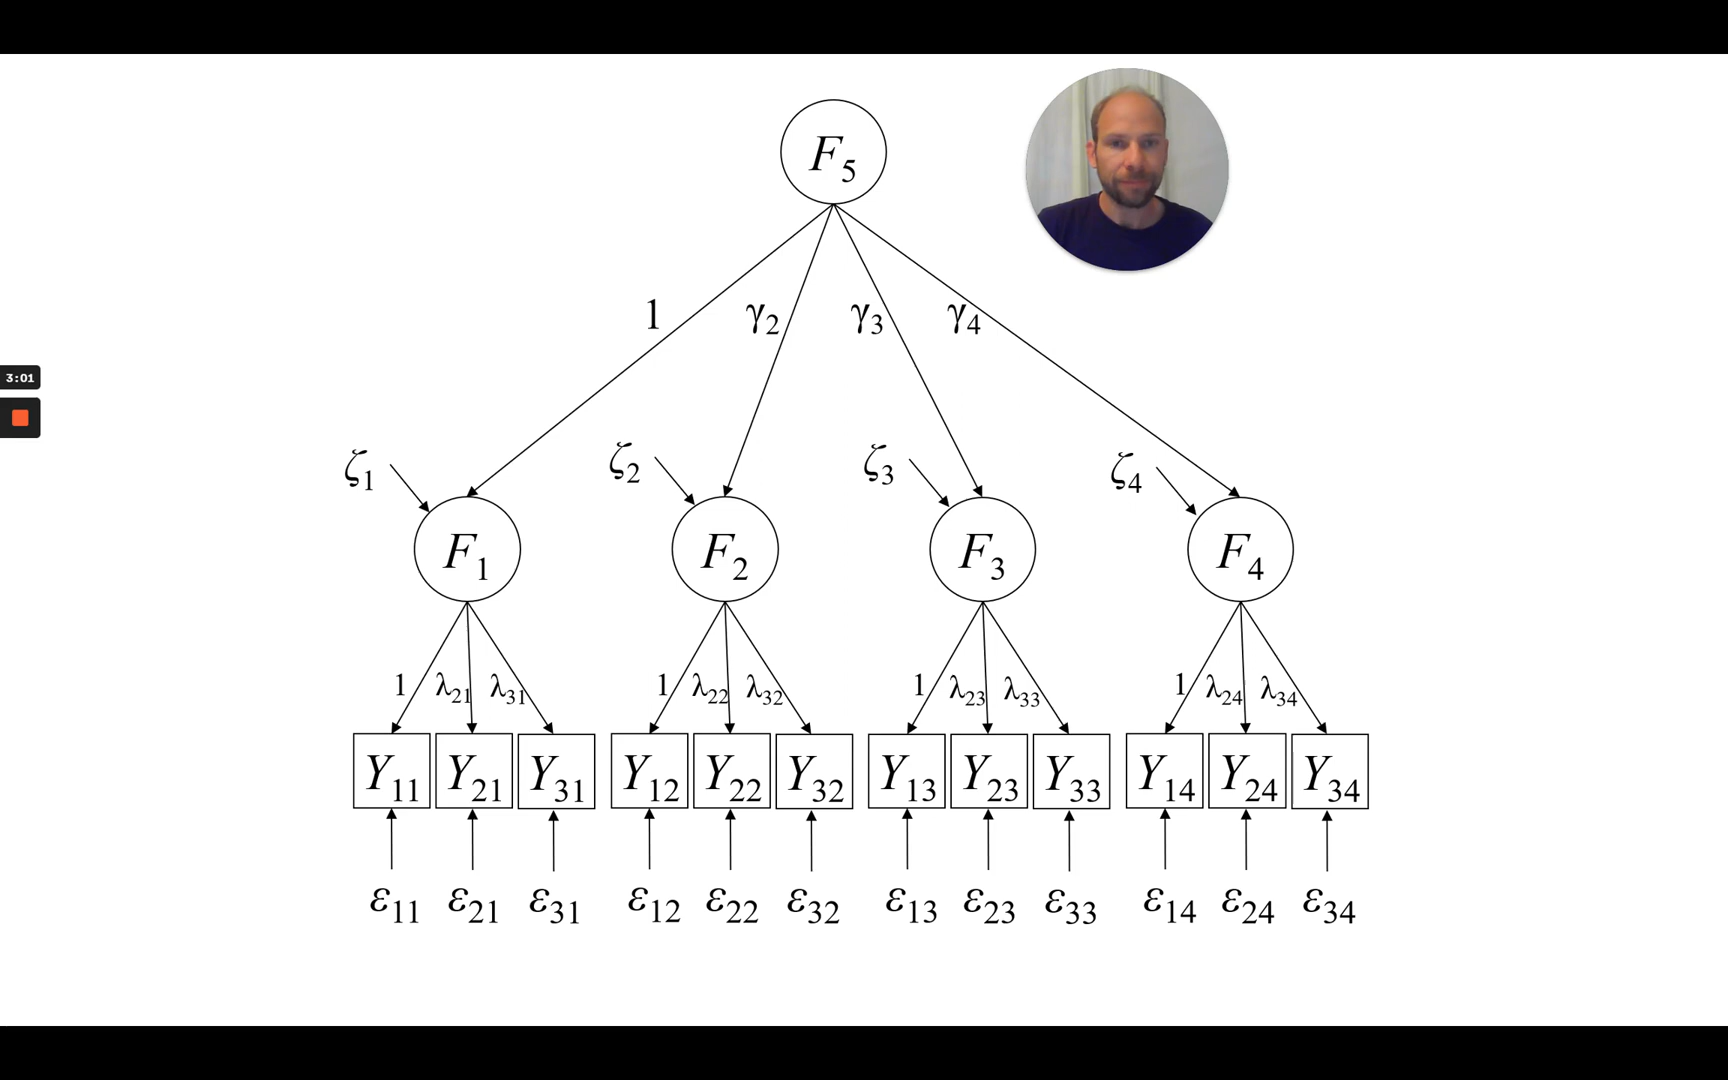 F5
1 γ2 γ3 γ4
3:01
ζ1 ζ2 ζ3 ζ4
F1 F2 F3 F4
1 λ21 λ31 1 λ22 λ32 1 λ23 λ33 1 λ24 λ34
Y11 Y21 Y31 Y12 Y22 Y32 Y13 Y23 Y33 Y14 Y24 Y34
ε11 ε21 ε31 ε12 ε22 ε32 ε13 ε23 ε33 ε14 ε24 ε34